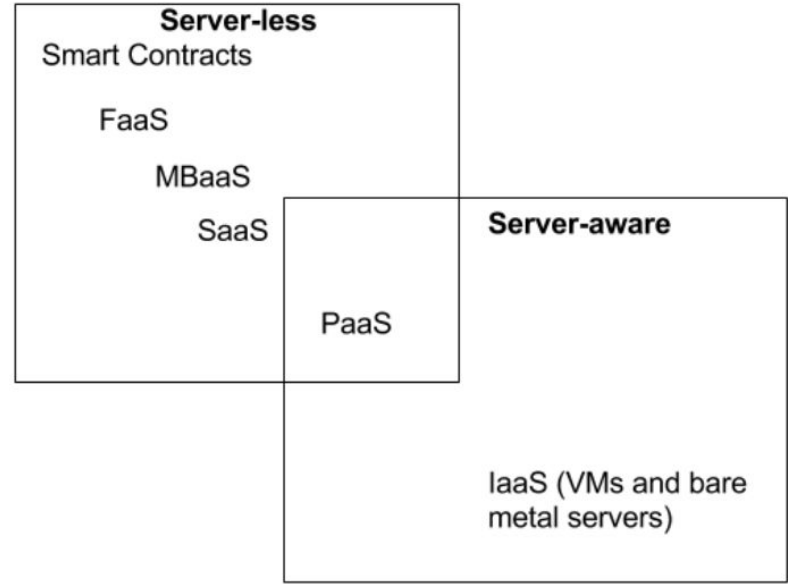 Server-less
Smart Contracts
FaaS
MBaaS
SaaS
Server-aware
PaaS
IaaS (VMs and bare
metal servers)